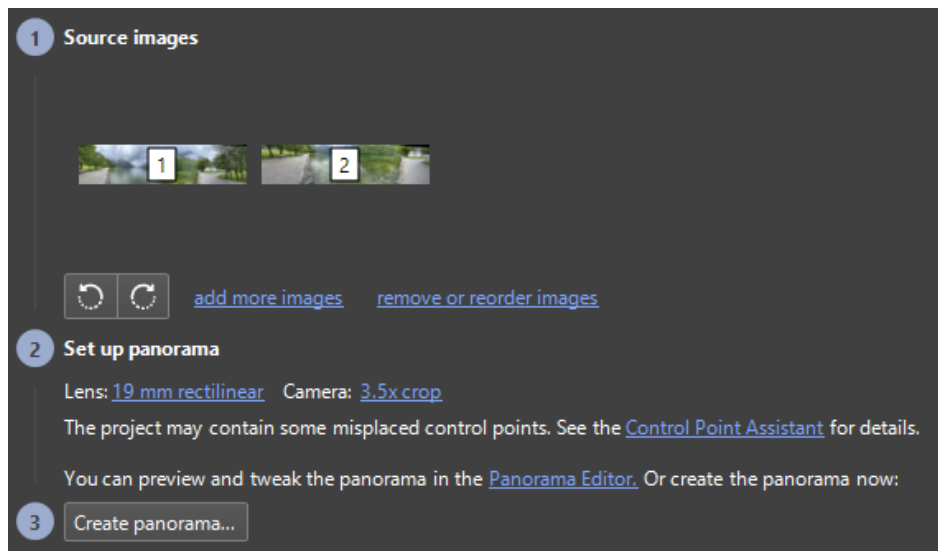 1 Source images
1 2
add more images remove or reorder images
2 Set up panorama
Lens: 19 mm rectilinear Camera: 3.5x crop
The project may contain some misplaced control points. See the Control Point Assistant for details.
You can preview and tweak the panorama in the Panorama Editor. Or create the panorama now:
3 Create panorama...